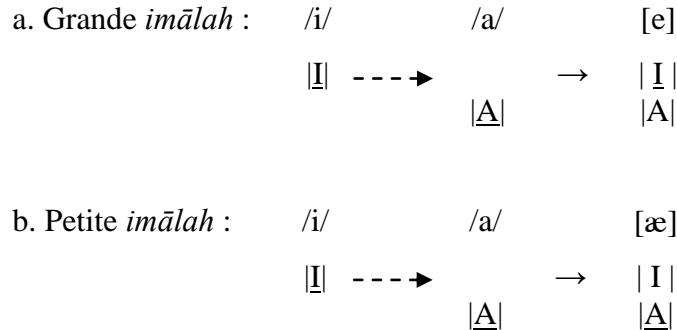 a. Grande imālah : /i/ /a/ [e]
|I| → | I |
|A| |A|
b. Petite imālah : /i/ /a/ [æ]
|I| → | I |
|A| |A|